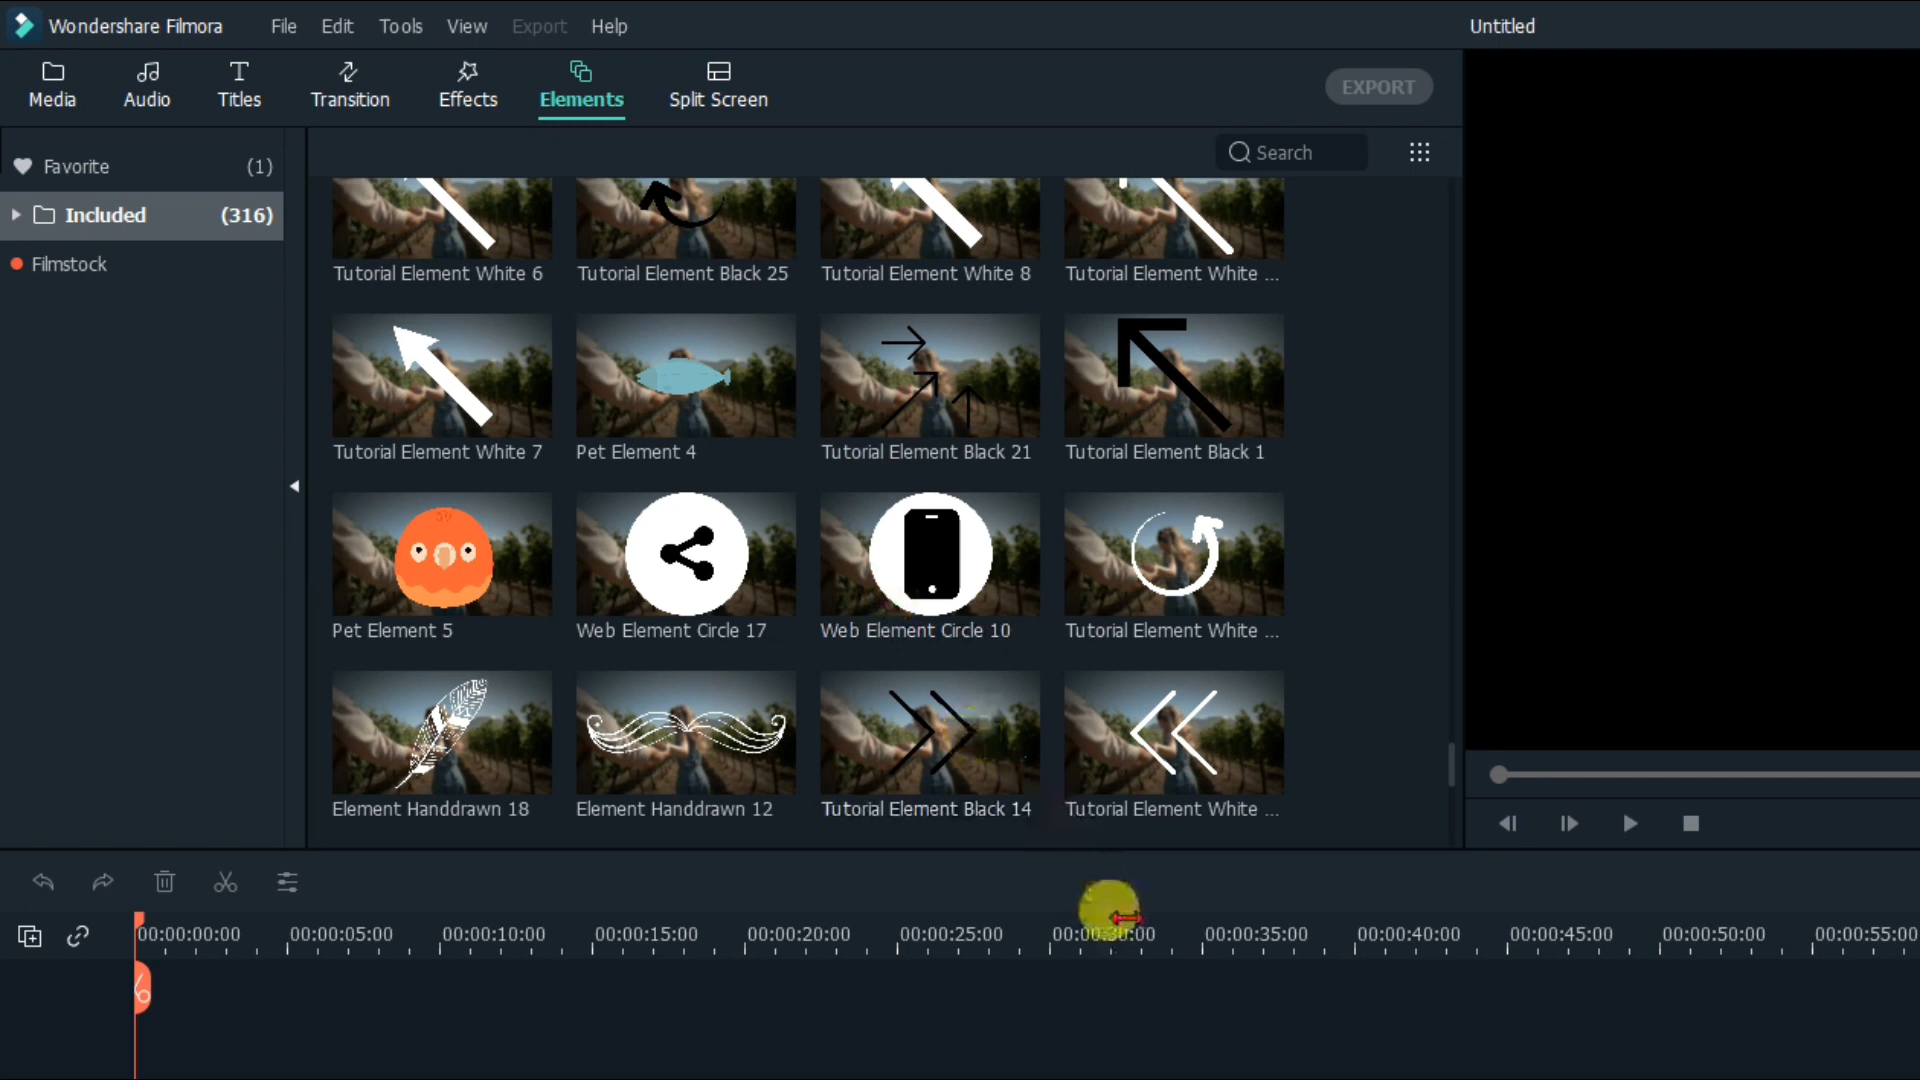 Wondershare Filmora File Edit Tools View Export Help Untitled
Media Audio Titles Transition Effects Elements Split Screen EXPORT
Favorite (1) Search
Included (316)
Filmstock
Tutorial Element White 6 Tutorial Element Black 25 Tutorial Element White 8 Tutorial Element White ...
Tutorial Element White 7 Pet Element 4 Tutorial Element Black 21 Tutorial Element Black 1
Pet Element 5 Web Element Circle 17 Web Element Circle 10 Tutorial Element White ...
Element Handdrawn 18 Element Handdrawn 12 Tutorial Element Black 14 Tutorial Element White ...
00:00:00:00 00:00:05:00 00:00:10:00 00:00:15:00 00:00:20:00 00:00:25:00 00:00:30:00 00:00:35:00 00:00:40:00 00:00:45:00 00:00:50:00 00:00:55:00